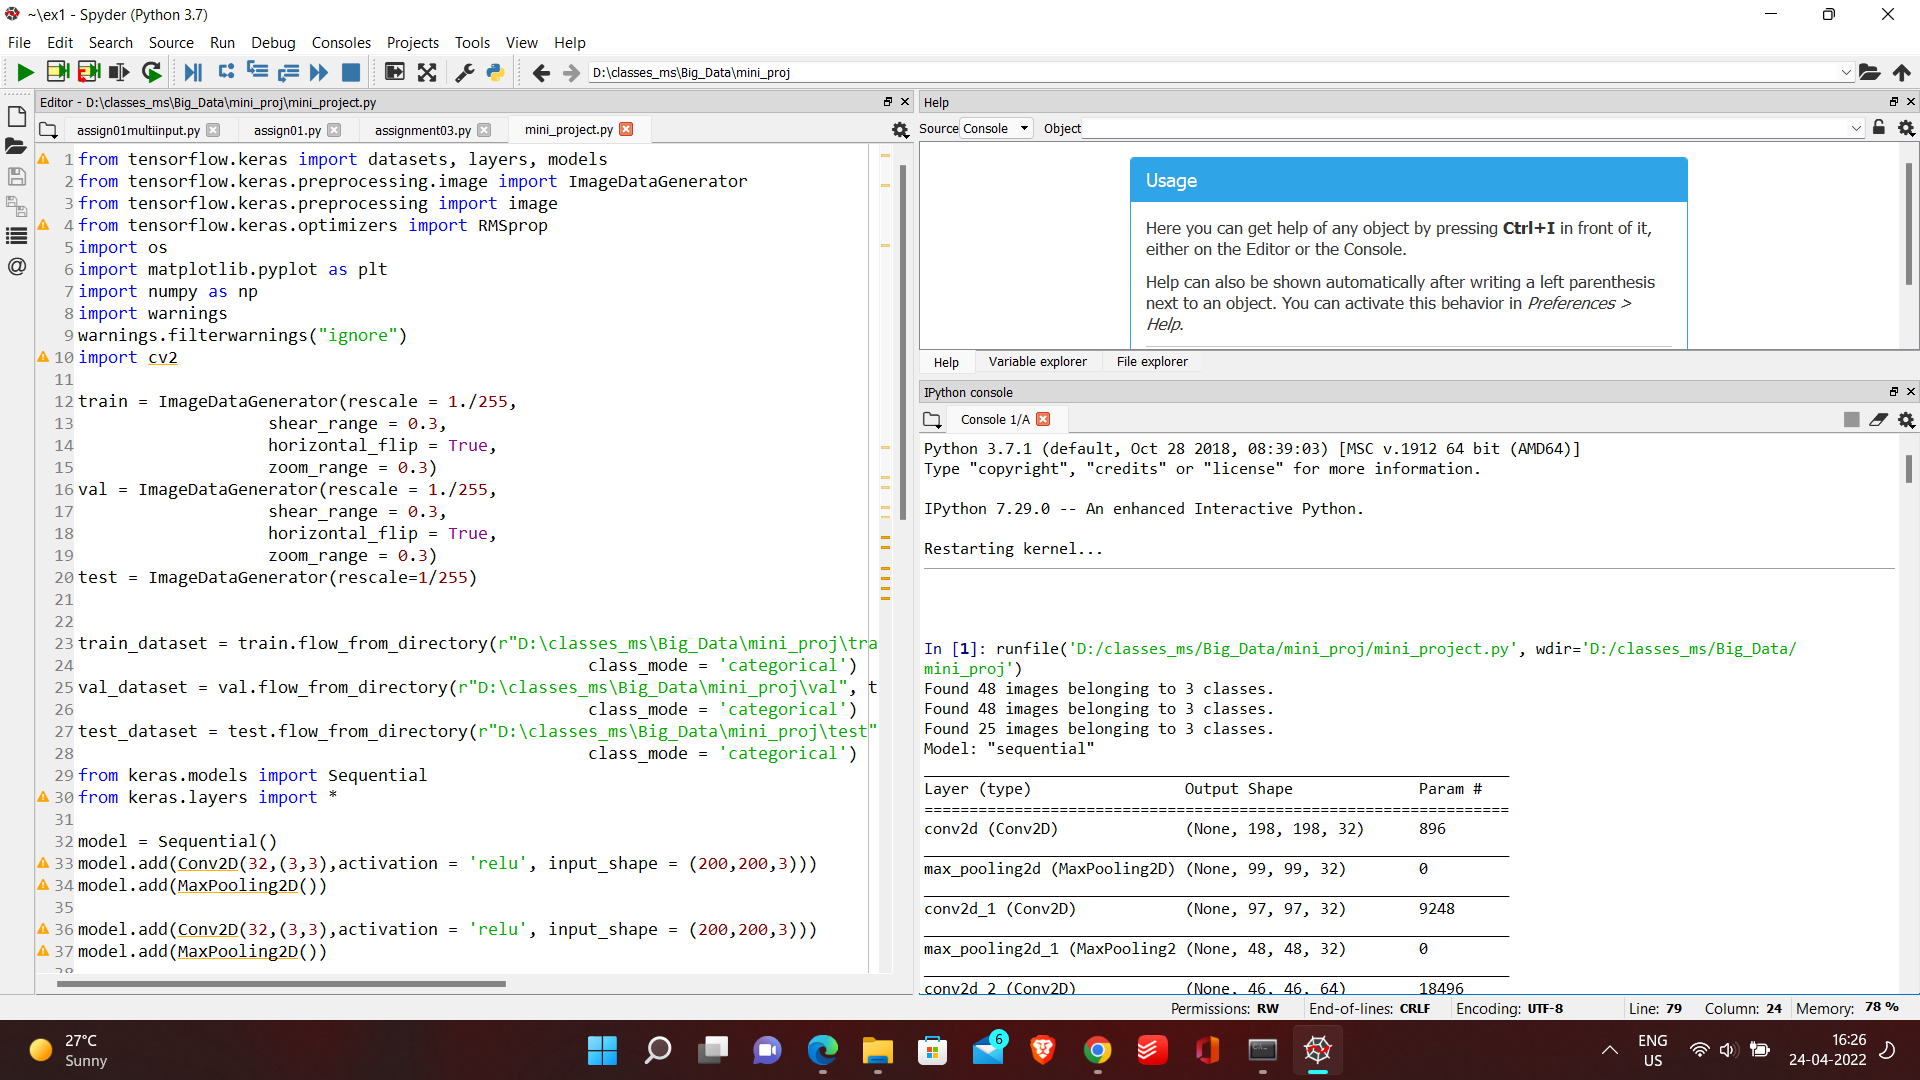 ~\ex1 - Spyder (Python 3.7)
File Edit Search Source Run Debug Consoles Projects Tools View Help
D:\classes_ms\Big_Data\mini_proj
Editor - D:\classes_ms\Big_Data\mini_proj\mini_project.py
assign01multiinput.py assign01.py assignment03.py mini_project.py
1 from tensorflow.keras import datasets, layers, models
2 from tensorflow.keras.preprocessing.image import ImageDataGenerator
3 from tensorflow.keras.preprocessing import image
4 from tensorflow.keras.optimizers import RMSprop
5 import os
6 import matplotlib.pyplot as plt
7 import numpy as np
8 import warnings
9 warnings.filterwarnings("ignore")
10 import cv2
11
12 train = ImageDataGenerator(rescale = 1./255,
13 shear_range = 0.3,
14 horizontal_flip = True,
15 zoom_range = 0.3)
16 val = ImageDataGenerator(rescale = 1./255,
17 shear_range = 0.3,
18 horizontal_flip = True,
19 zoom_range = 0.3)
20 test = ImageDataGenerator(rescale=1/255)
21
22
23 train_dataset = train.flow_from_directory(r"D:\classes_ms\Big_Data\mini_proj\tra
24 class_mode = 'categorical')
25 val_dataset = val.flow_from_directory(r"D:\classes_ms\Big_Data\mini_proj\val", t
26 class_mode = 'categorical')
27 test_dataset = test.flow_from_directory(r"D:\classes_ms\Big_Data\mini_proj\test"
28 class_mode = 'categorical')
29 from keras.models import Sequential
30 from keras.layers import *
31
32 model = Sequential()
33 model.add(Conv2D(32,(3,3),activation = 'relu', input_shape = (200,200,3)))
34 model.add(MaxPooling2D())
35
36 model.add(Conv2D(32,(3,3),activation = 'relu', input_shape = (200,200,3)))
37 model.add(MaxPooling2D())
38
Help
Source Console Object
Usage
Here you can get help of any object by pressing Ctrl+I in front of it,
either on the Editor or the Console.
Help can also be shown automatically after writing a left parenthesis
next to an object. You can activate this behavior in Preferences >
Help.
Help Variable explorer File explorer
IPython console
Console 1/A
Python 3.7.1 (default, Oct 28 2018, 08:39:03) [MSC v.1912 64 bit (AMD64)]
Type "copyright", "credits" or "license" for more information.
IPython 7.29.0 -- An enhanced Interactive Python.
Restarting kernel...
In [1]: runfile('D:/classes_ms/Big_Data/mini_proj/mini_project.py', wdir='D:/classes_ms/Big_Data/
mini_proj')
Found 48 images belonging to 3 classes.
Found 48 images belonging to 3 classes.
Found 25 images belonging to 3 classes.
Model: "sequential"
Layer (type) Output Shape Param #
=================================================================
conv2d (Conv2D) (None, 198, 198, 32) 896
max_pooling2d (MaxPooling2D) (None, 99, 99, 32) 0
conv2d_1 (Conv2D) (None, 97, 97, 32) 9248
max_pooling2d_1 (MaxPooling2 (None, 48, 48, 32) 0
conv2d_2 (Conv2D) (None, 46, 46, 64) 18496
Permissions: RW End-of-lines: CRLF Encoding: UTF-8 Line: 79 Column: 24 Memory: 78 %
27°C
Sunny
6
ENG
US
16:26
24-04-2022